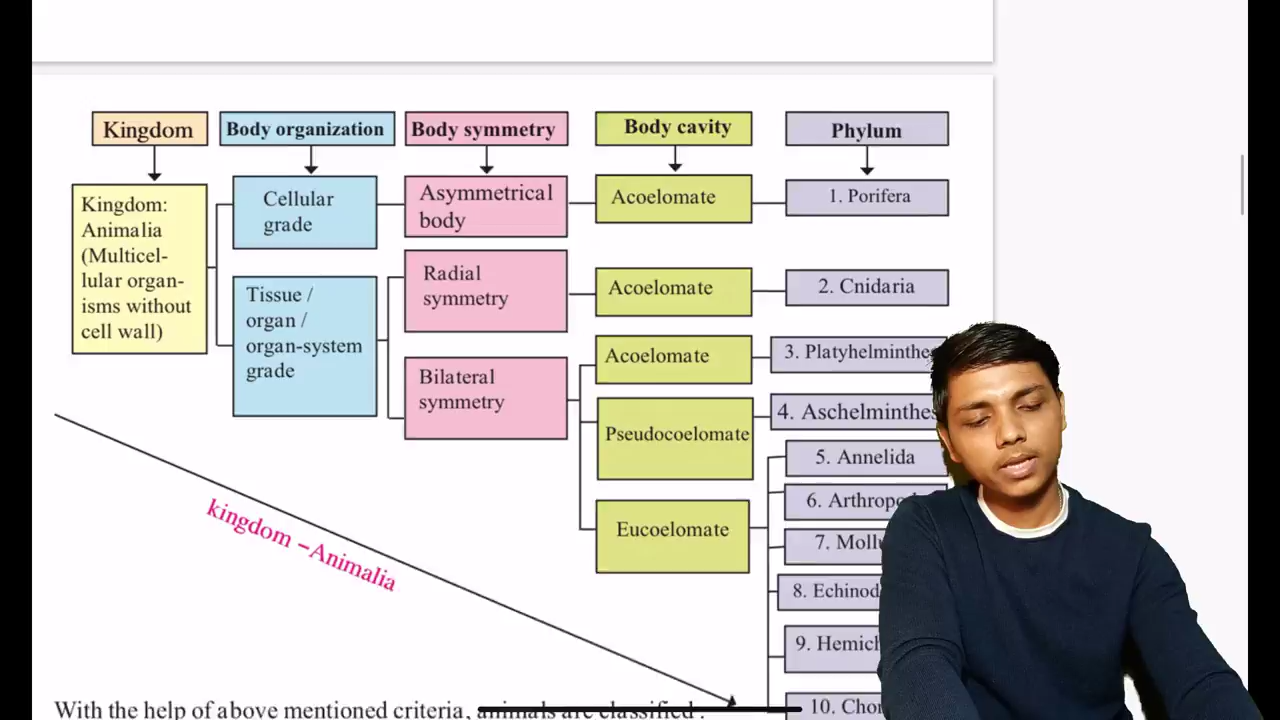 Kingdom
Body organization
Body symmetry
Body cavity
Phylum
Kingdom:
Animalia
(Multicel-
lular organ-
isms without
cell wall)
Cellular
grade
Tissue /
organ /
organ-system
grade
Asymmetrical
body
Radial
symmetry
Bilateral
symmetry
Acoelomate
Acoelomate
Acoelomate
Pseudocoelomate
Eucoelomate
1. Porifera
2. Cnidaria
3. Platyhelminthe
4. Aschelminthes
5. Annelida
6. Arthropod
7. Moll
8. Echinod
9. Hemich
10. Chor
kingdom –Animalia
With the help of above mentioned criteria, animals are classified .